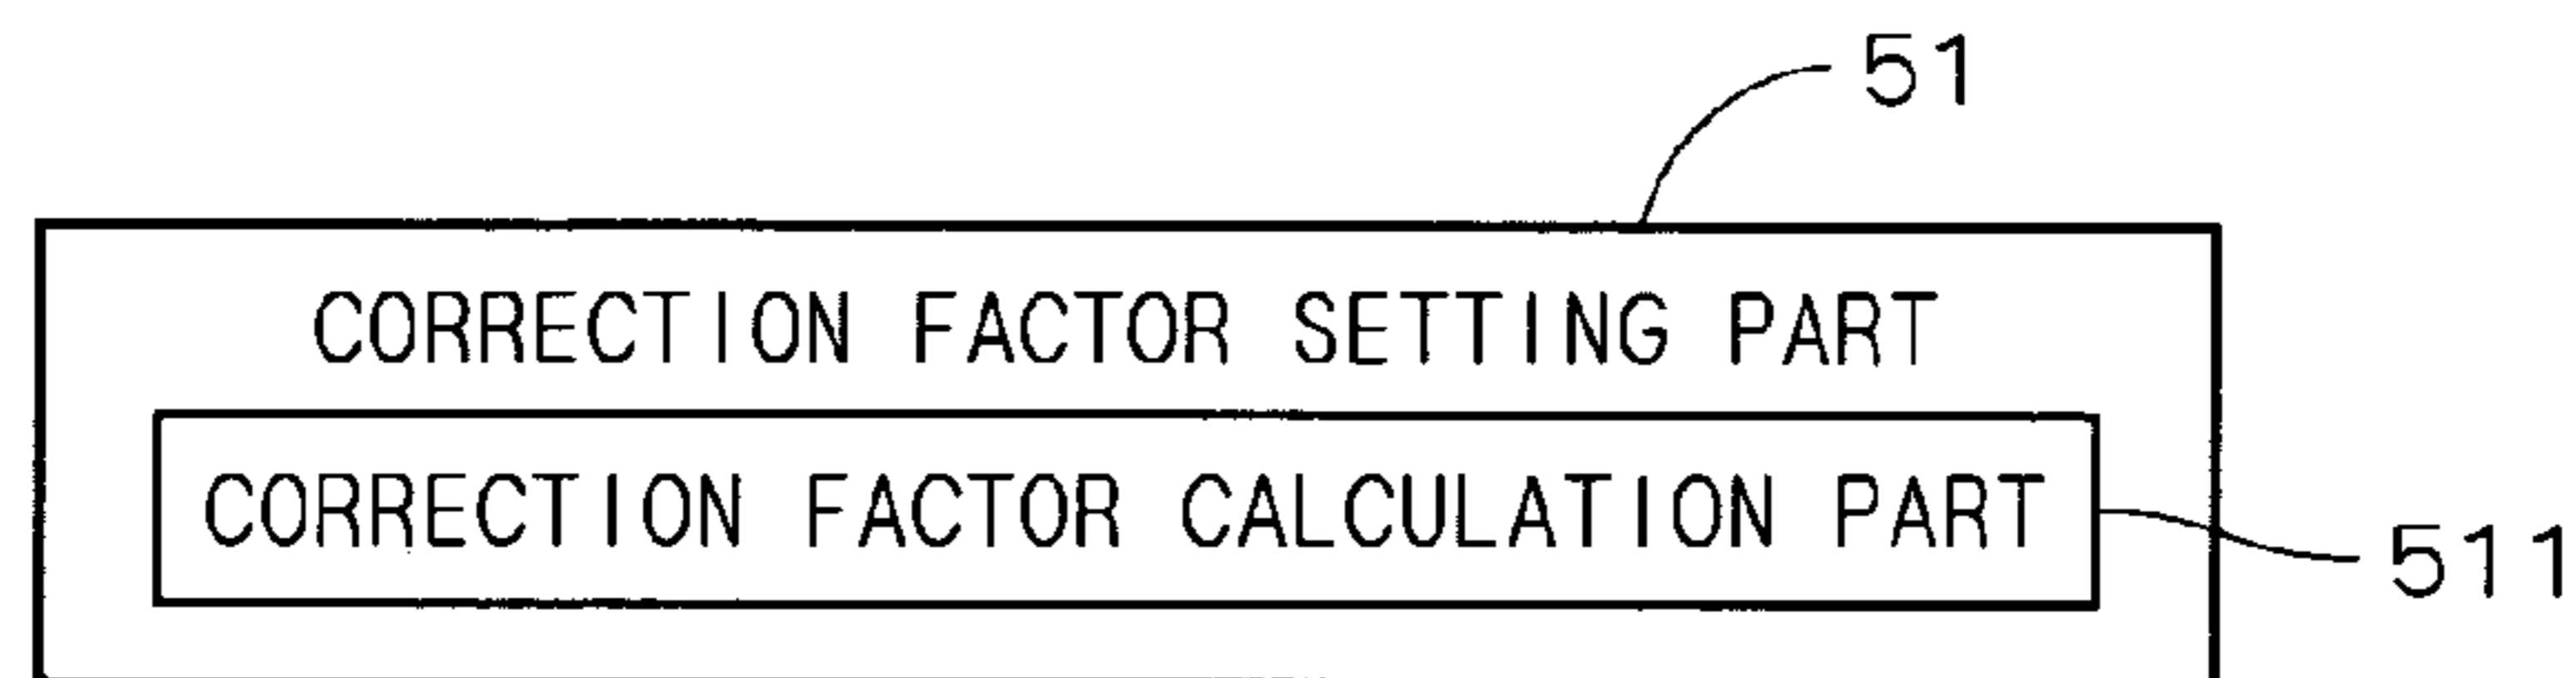 51
CORRECTION FACTOR SETTING PART
CORRECTION FACTOR CALCULATION PART
511